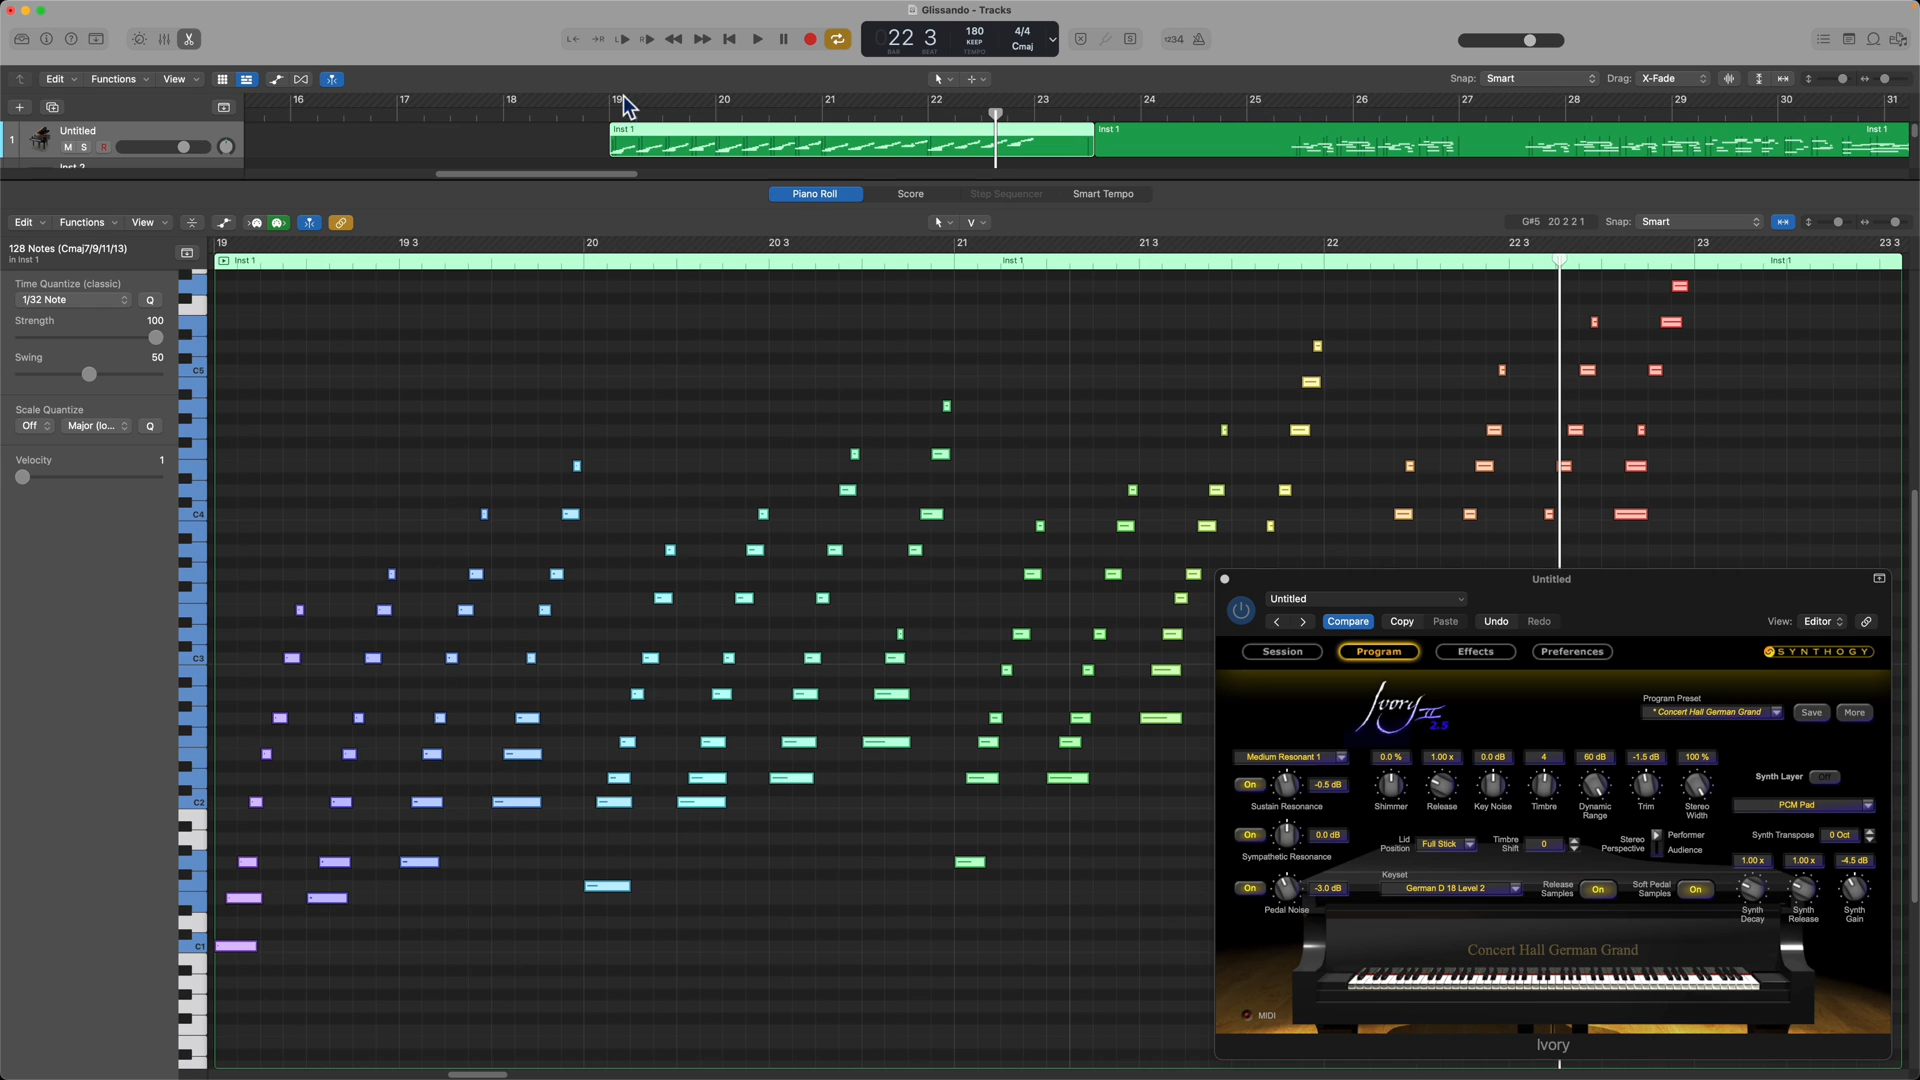 Glissando - Tracks
22 3
BAR BEAT
180
KEEP
TEMPO
4/4
Cmaj
1234
Edit Functions View
Snap: Smart Drag: X-Fade
16 17 18 19 20 21 22 23 24 25 26 27 28 29 30 31
1 Untitled
M S R
Inst 1 Inst 1 Inst 1
Piano Roll Score Step Sequencer Smart Tempo
Edit Functions View
G#5 20 2 2 1 Snap: Smart
128 Notes (Cmaj7/9/11/13)
in Inst 1
19 19 3 20 20 3 21 21 3 22 22 3 23 23 3
Inst 1 Inst 1 Inst 1
Time Quantize (classic)
1/32 Note Q
Strength 100
Swing 50
Scale Quantize
Off Major (lo... Q
Velocity 1
C5
C4
C3
C2
C1
Untitled
Untitled
Compare Copy Paste Undo Redo View: Editor
Session Program Effects Preferences SYNTHOGY
Ivory II 2.5
Program Preset
* Concert Hall German Grand Save More
Medium Resonant 1 0.0 % 1.00 x 0.0 dB 4 60 dB -1.5 dB 100 %
Synth Layer Off
On -0.5 dB
Sustain Resonance Shimmer Release Key Noise Timbre Dynamic Range Trim Stereo Width
PCM Pad
On 0.0 dB
Sympathetic Resonance
Lid Position Full Stick Timbre Shift 0 Stereo Perspective Performer Audience
Synth Transpose 0 Oct
1.00 x 1.00 x -4.5 dB
Keyset
On -3.0 dB German D 18 Level 2 Release Samples On Soft Pedal Samples On
Pedal Noise Synth Decay Synth Release Synth Gain
Concert Hall German Grand
MIDI
Ivory